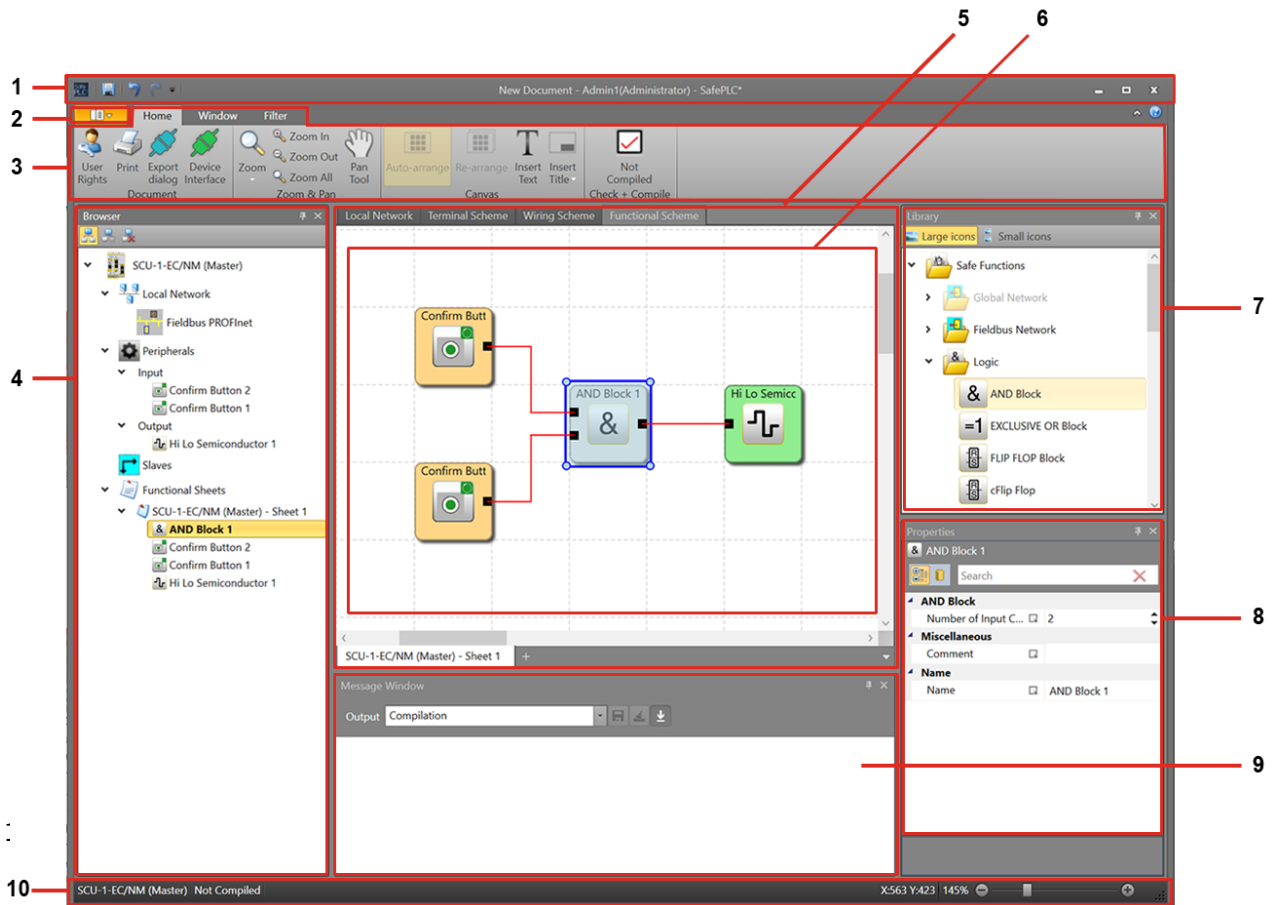 5
6
1
New Document - Admin1(Administrator) - SafePLC*
2
Home
Window
Filter
3
User Rights
Print
Export dialog
Device Interface
Document
Zoom
Zoom In
Zoom Out
Zoom All
Pan Tool
Zoom & Pan
Auto-arrange
Re-arrange
Insert Text
Insert Title
Canvas
Not Compiled
Check + Compile
4
Browser
SCU-1-EC/NM (Master)
Local Network
Fieldbus PROFInet
Peripherals
Input
Confirm Button 2
Confirm Button 1
Output
Hi Lo Semiconductor 1
Slaves
Functional Sheets
SCU-1-EC/NM (Master) - Sheet 1
& AND Block 1
Confirm Button 2
Confirm Button 1
Hi Lo Semiconductor 1
Local Network
Terminal Scheme
Wiring Scheme
Functional Scheme
Confirm Butt
AND Block 1
&
Hi Lo Semicc
Confirm Butt
SCU-1-EC/NM (Master) - Sheet 1
+
Message Window
Output
Compilation
9
Library
Large icons
Small icons
Safe Functions
Global Network
Fieldbus Network
7
& Logic
& AND Block
=1 EXCLUSIVE OR Block
FLIP FLOP Block
cFlip Flop
Properties
& AND Block 1
Search
AND Block
Number of Input C...
2
8
Miscellaneous
Comment
Name
Name
AND Block 1
10
SCU-1-EC/NM (Master) Not Compiled
X:563 Y:423
145%